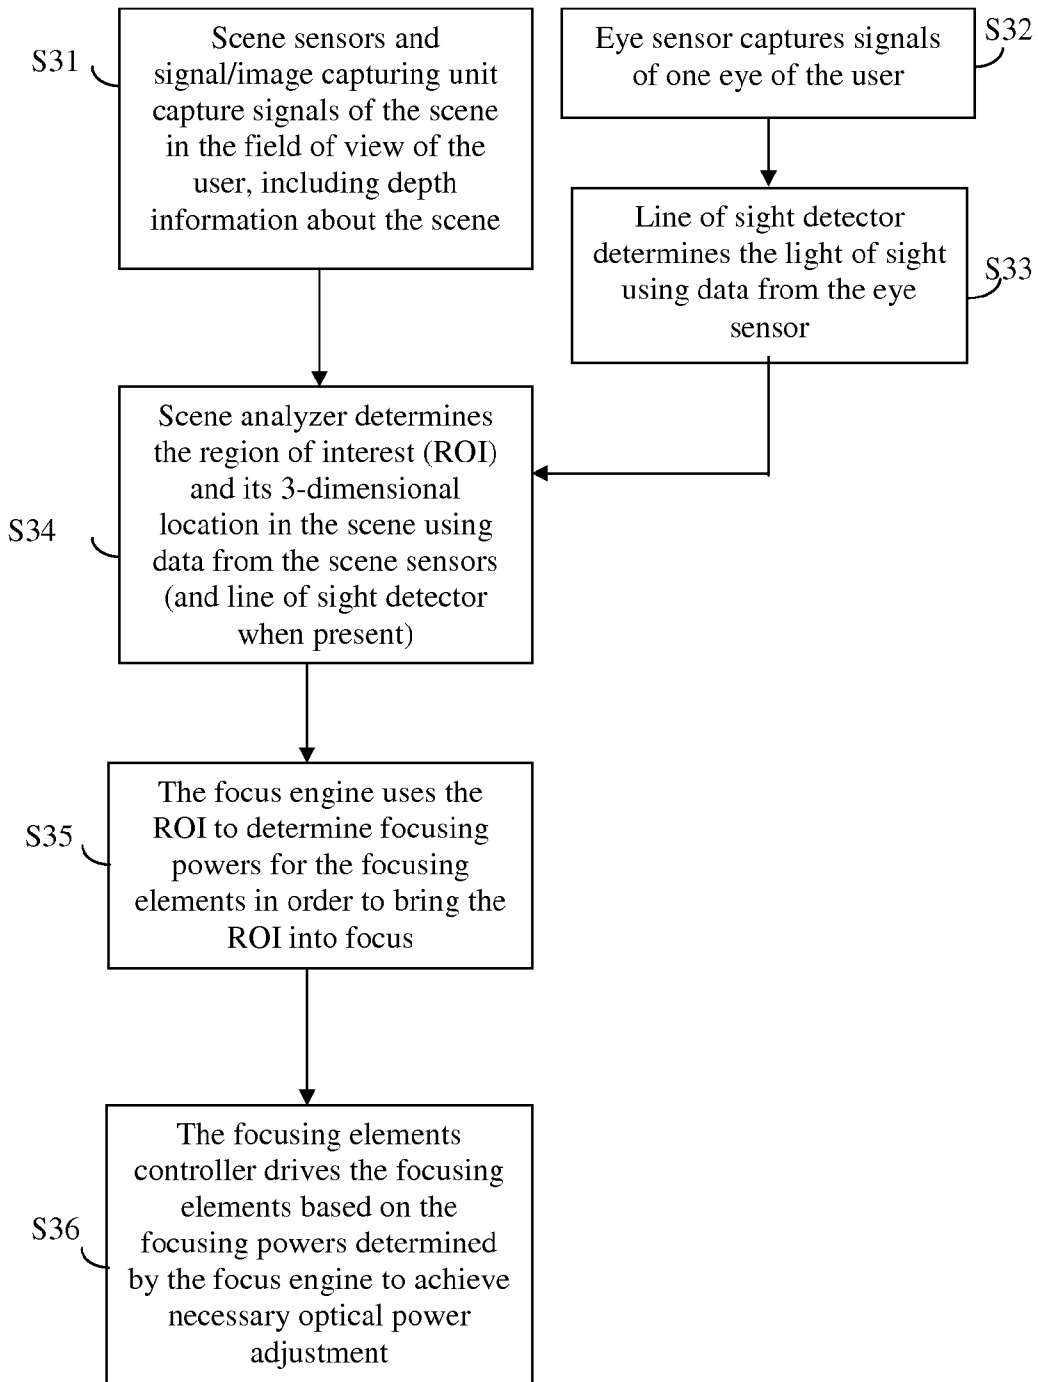 S31
Scene sensors and
signal/image capturing unit
capture signals of the scene
in the field of view of the
user, including depth
information about the scene
Eye sensor captures signals
of one eye of the user
S32
Line of sight detector
determines the light of sight
using data from the eye
sensor
S33
S34
Scene analyzer determines
the region of interest (ROI)
and its 3-dimensional
location in the scene using
data from the scene sensors
(and line of sight detector
when present)
S35
The focus engine uses the
ROI to determine focusing
powers for the focusing
elements in order to bring the
ROI into focus
S36
The focusing elements
controller drives the focusing
elements based on the
focusing powers determined
by the focus engine to achieve
necessary optical power
adjustment